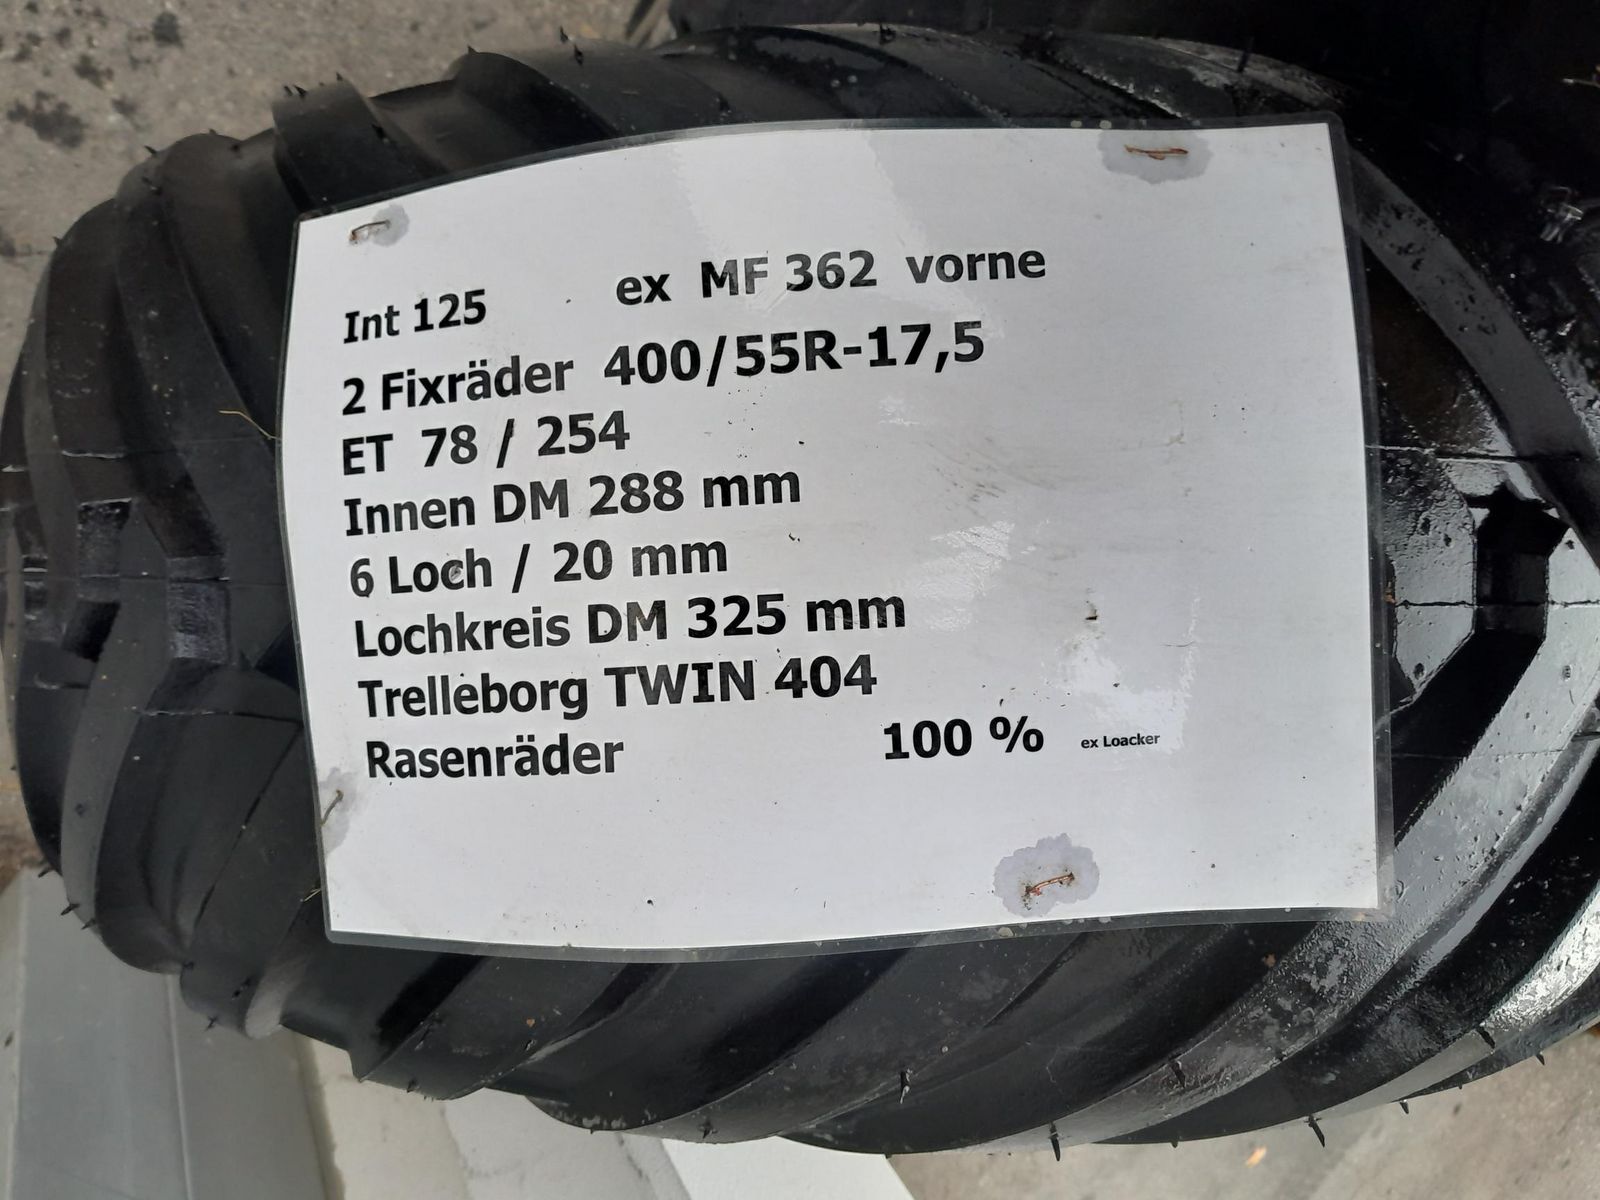 Int 125 ex MF 362 vorne
2 Fixräder 400/55R-17,5
ET 78 / 254
Innen DM 288 mm
6 Loch / 20 mm
Lochkreis DM 325 mm
Trelleborg TWIN 404
Rasenräder 100 % ex Loacker